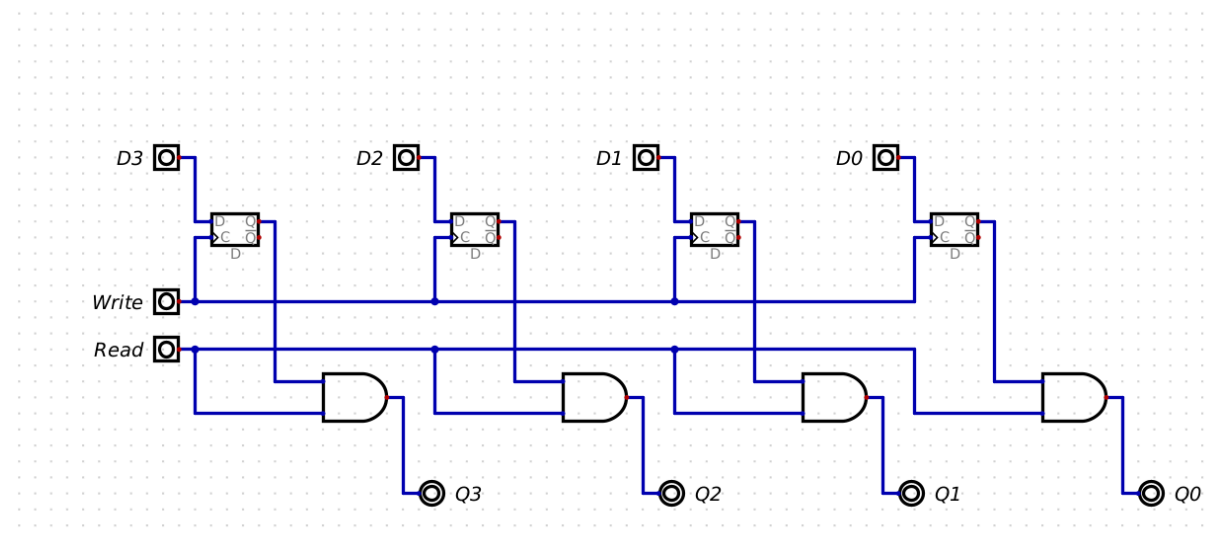 D3 D2 D1 D0
D Q D Q D Q D Q
C Q̅ C Q̅ C Q̅ C Q̅
D D D D
Write
Read
Q3 Q2 Q1 Q0